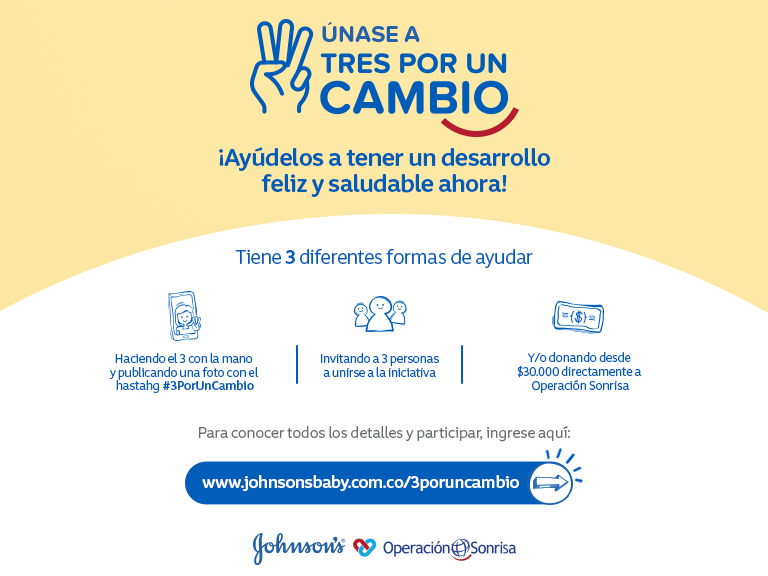 ÚNASE A
TRES POR UN
CAMBIO
¡Ayúdelos a tener un desarrollo
feliz y saludable ahora!
Tiene 3 diferentes formas de ayudar
Haciendo el 3 con la mano
y publicando una foto con el
hastahg #3PorUnCambio
Invitando a 3 personas
a unirse a la iniciativa
{$}
Y/o donando desde
$30.000 directamente a
Operación Sonrisa
Para conocer todos los detalles y participar, ingrese aquí:
www.johnsonsbaby.com.co/3poruncambio
Johnson's®
Operación Sonrisa